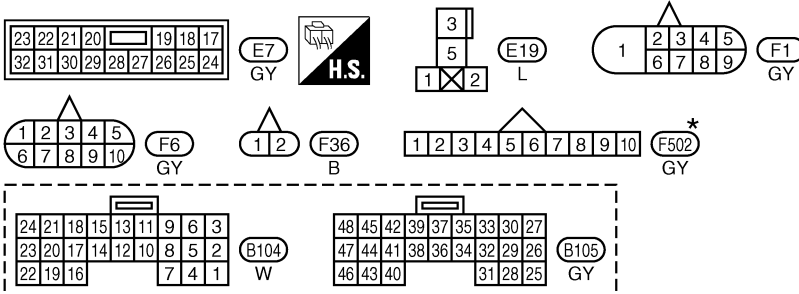 23 22 21 20 19 18 17
32 31 30 29 28 27 26 25 24
E7
GY
H.S.
3
5
1 2
E19
L
1
2 3 4 5
6 7 8 9
F1
GY
1 2 3 4 5
6 7 8 9 10
F6
GY
1 2
F36
B
1 2 3 4 5 6 7 8 9 10
F502 *
GY
24 21 18 15 13 11 9 6 3
23 20 17 14 12 10 8 5 2
22 19 16 7 4 1
B104
W
48 45 42 39 37 35 33 30 27
47 44 41 38 36 34 32 29 26
46 43 40 31 28 25
B105
GY